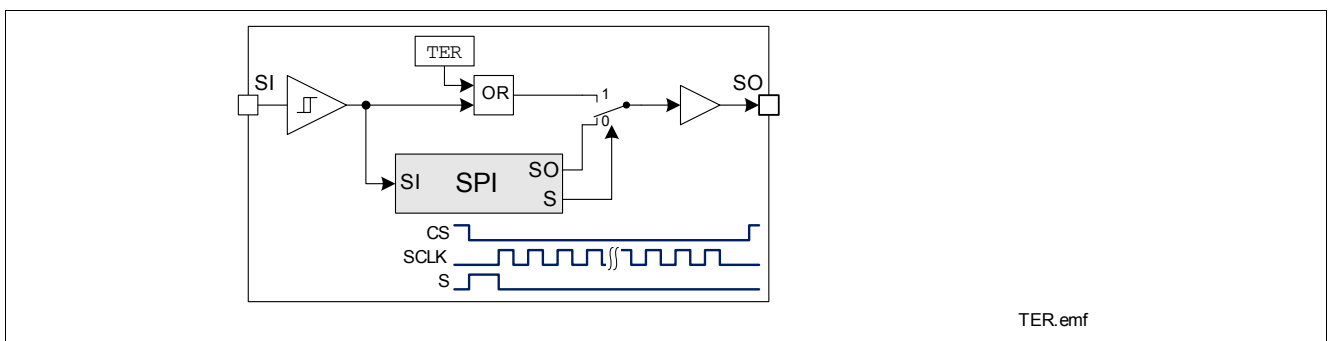 TER
SI
SO
OR
1
0
SI SPI SO
S
CS
SCLK
S
TER.emf